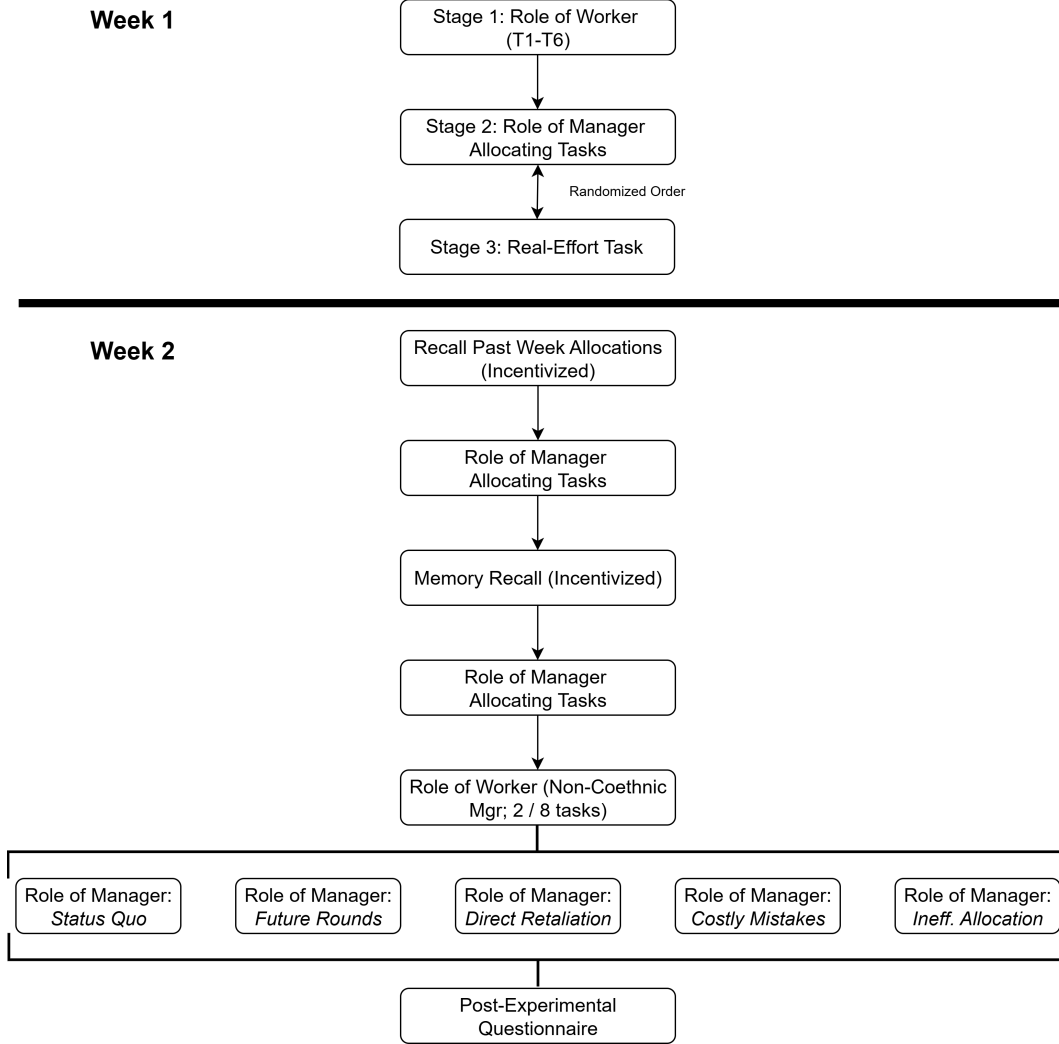 Week 1
Stage 1: Role of Worker
(T1-T6)
Stage 2: Role of Manager
Allocating Tasks
Randomized Order
Stage 3: Real-Effort Task
Week 2
Recall Past Week Allocations
(Incentivized)
Role of Manager
Allocating Tasks
Memory Recall (Incentivized)
Role of Manager
Allocating Tasks
Role of Worker (Non-Coethnic
Mgr; 2 / 8 tasks)
Role of Manager:
Status Quo
Role of Manager:
Future Rounds
Role of Manager:
Direct Retaliation
Role of Manager:
Costly Mistakes
Role of Manager:
Ineff. Allocation
Post-Experimental
Questionnaire